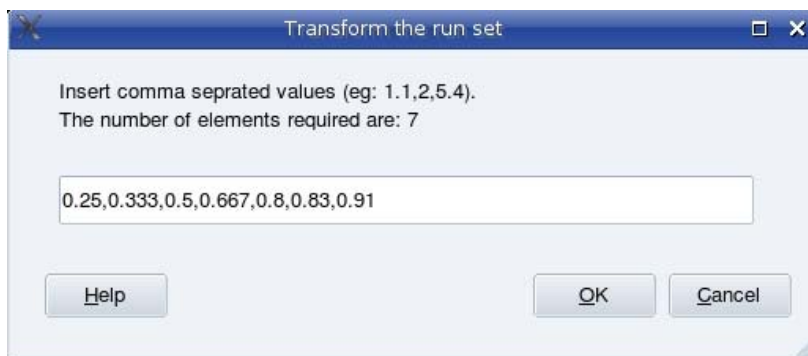 Transform the run set
Insert comma seprated values (eg: 1.1,2,5.4).
The number of elements required are: 7
0.25,0.333,0.5,0.667,0.8,0.83,0.91
Help OK Cancel